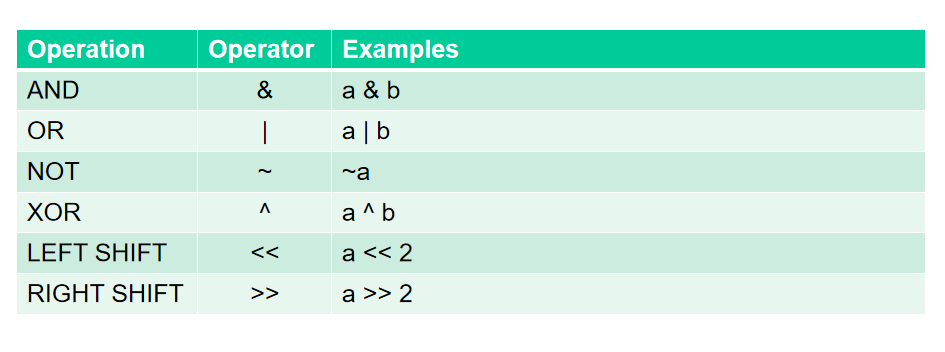 Operation Operator Examples
AND & a & b
OR | a | b
NOT ~ ~a
XOR ^ a ^ b
LEFT SHIFT << a << 2
RIGHT SHIFT >> a >> 2